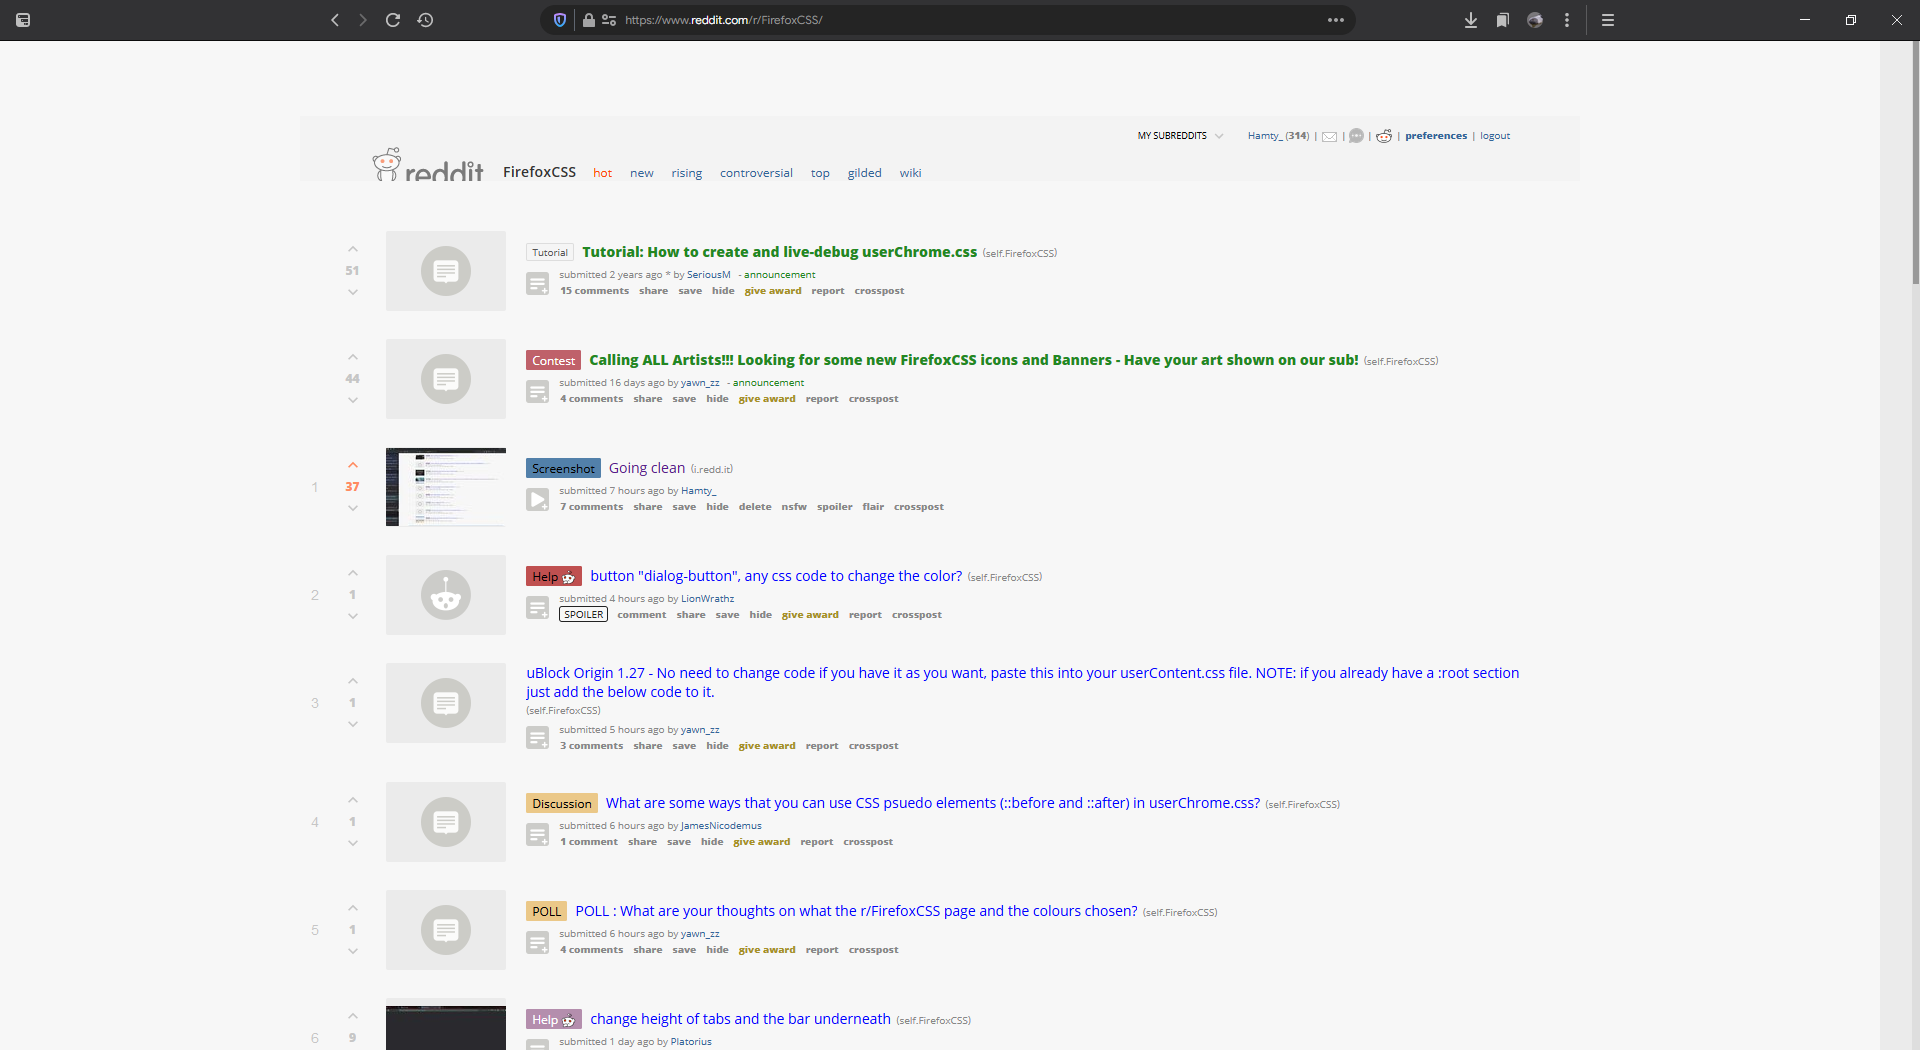 https://www.reddit.com/r/FirefoxCSS/
MY SUBREDDITS Hamty_ (314) | | | | preferences | logout
reddit FirefoxCSS hot new rising controversial top gilded wiki
Tutorial Tutorial: How to create and live-debug userChrome.css (self.FirefoxCSS)
51
submitted 2 years ago * by SeriousM - announcement
15 comments share save hide give award report crosspost
Contest Calling ALL Artists!!! Looking for some new FirefoxCSS icons and Banners - Have your art shown on our sub! (self.FirefoxCSS)
44
submitted 16 days ago by yawn_zz - announcement
4 comments share save hide give award report crosspost
Screenshot Going clean (i.redd.it)
1 37
submitted 7 hours ago by Hamty_
7 comments share save hide delete nsfw spoiler flair crosspost
Help button "dialog-button", any css code to change the color? (self.FirefoxCSS)
2 1
submitted 4 hours ago by LionWrathz
SPOILER comment share save hide give award report crosspost
uBlock Origin 1.27 - No need to change code if you have it as you want, paste this into your userContent.css file. NOTE: if you already have a :root section
just add the below code to it.
3 1
(self.FirefoxCSS)
submitted 5 hours ago by yawn_zz
3 comments share save hide give award report crosspost
Discussion What are some ways that you can use CSS psuedo elements (::before and ::after) in userChrome.css? (self.FirefoxCSS)
4 1
submitted 6 hours ago by JamesNicodemus
1 comment share save hide give award report crosspost
POLL POLL : What are your thoughts on what the r/FirefoxCSS page and the colours chosen? (self.FirefoxCSS)
5 1
submitted 6 hours ago by yawn_zz
4 comments share save hide give award report crosspost
Help change height of tabs and the bar underneath (self.FirefoxCSS)
6 9
submitted 1 day ago by Platorius